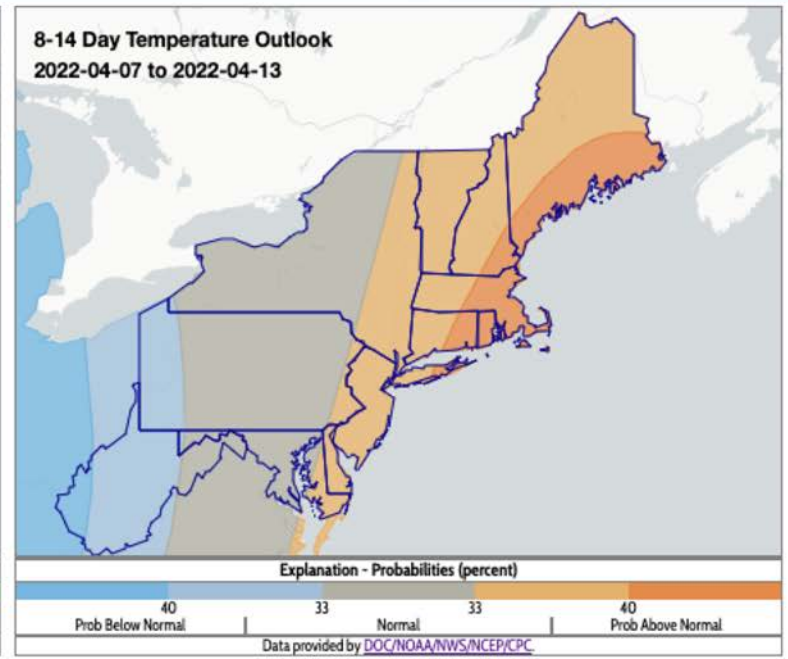 8-14 Day Temperature Outlook
2022-04-07 to 2022-04-13
Explanation - Probabilities (percent)
40 33 33 40
Prob Below Normal Normal Prob Above Normal
Data provided by DOC/NOAA/NWS/NCEP/CPC